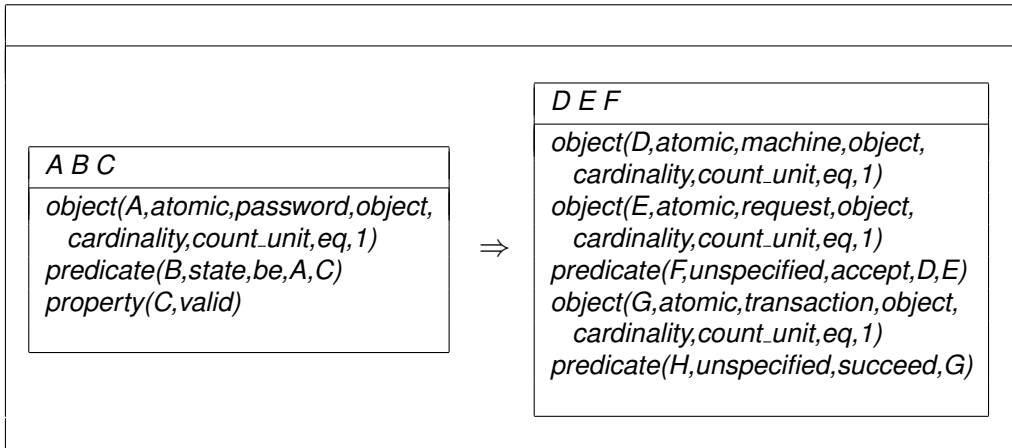 A B C
object(A,atomic,password,object,
cardinality,count_unit,eq,1)
predicate(B,state,be,A,C)
property(C,valid)
⇒
D E F
object(D,atomic,machine,object,
cardinality,count_unit,eq,1)
object(E,atomic,request,object,
cardinality,count_unit,eq,1)
predicate(F,unspecified,accept,D,E)
object(G,atomic,transaction,object,
cardinality,count_unit,eq,1)
predicate(H,unspecified,succeed,G)